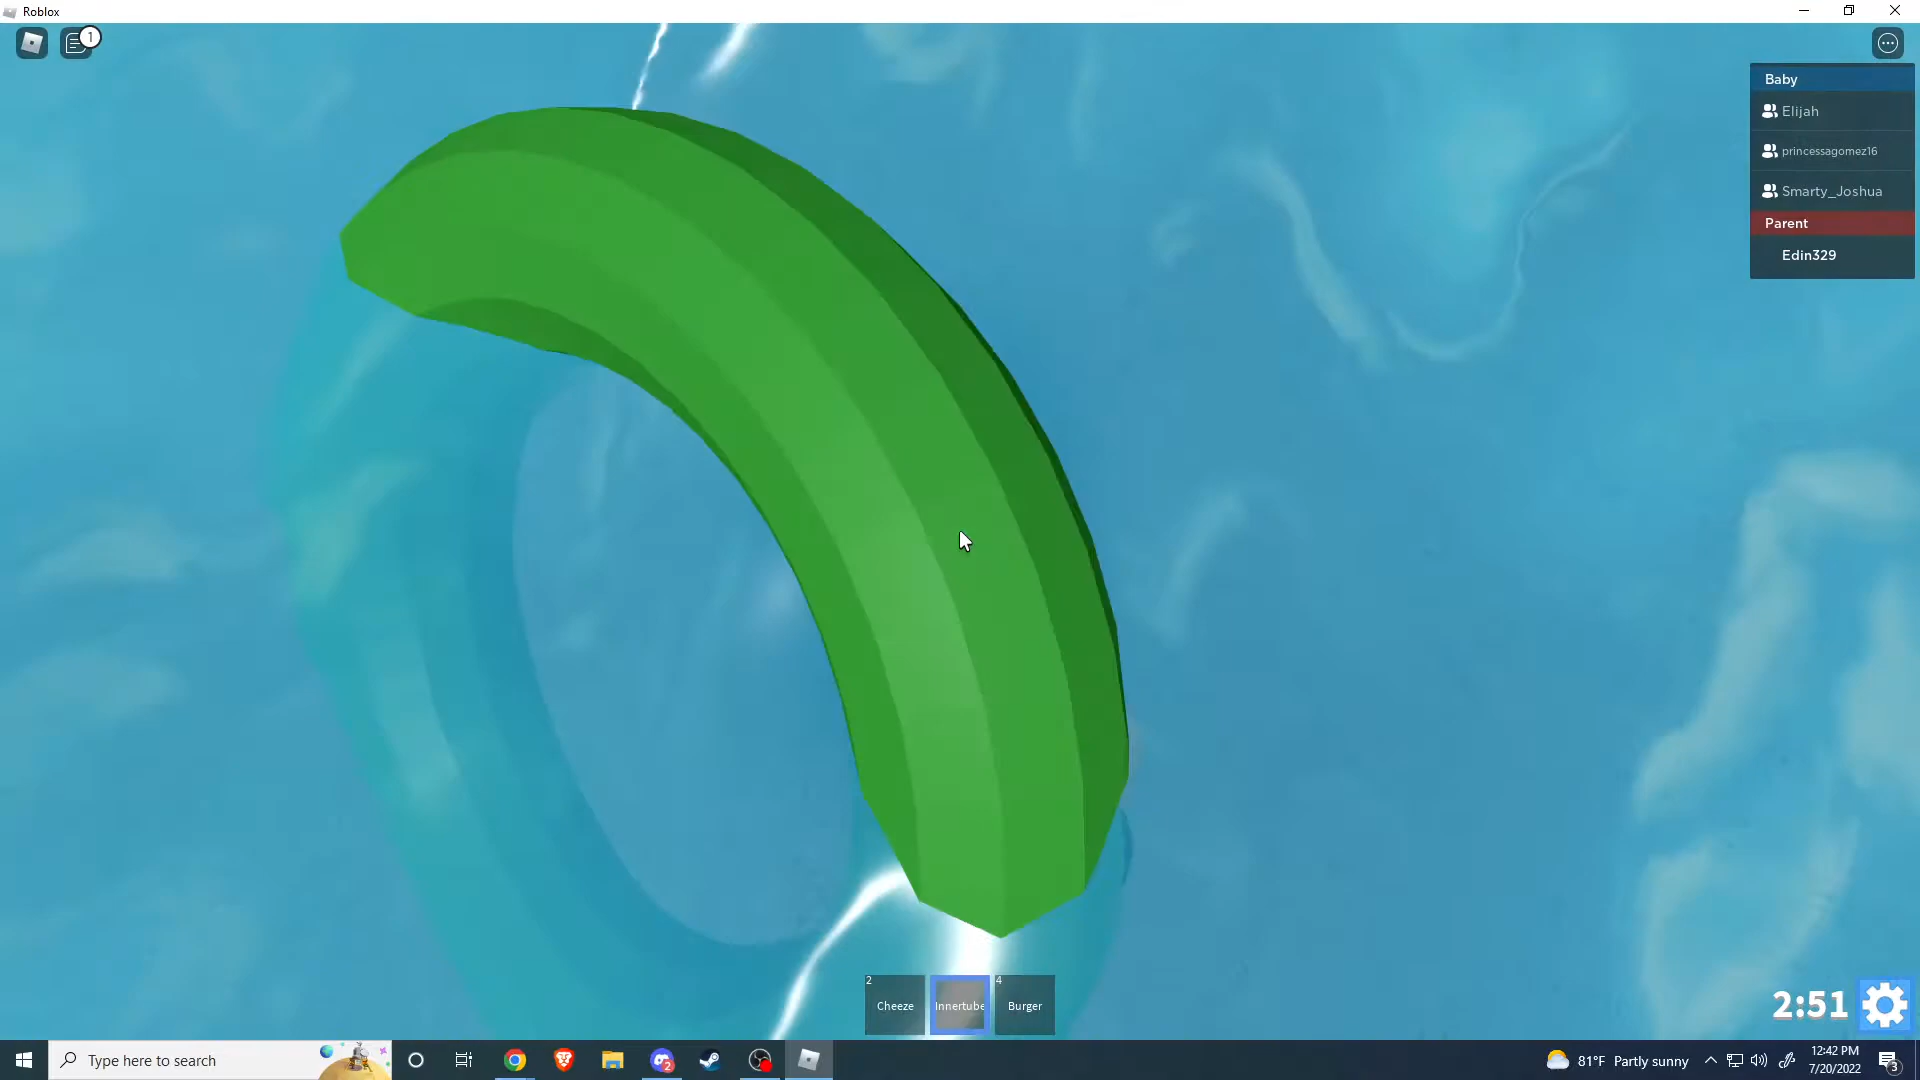 Roblox
1
Baby
Elijah
princessagomez16
Smarty_Joshua
Parent
Edin329
2
Cheeze
Innertube
4
Burger
2:51
Type here to search
2
81°F Partly sunny
12:42 PM
7/20/2022
3